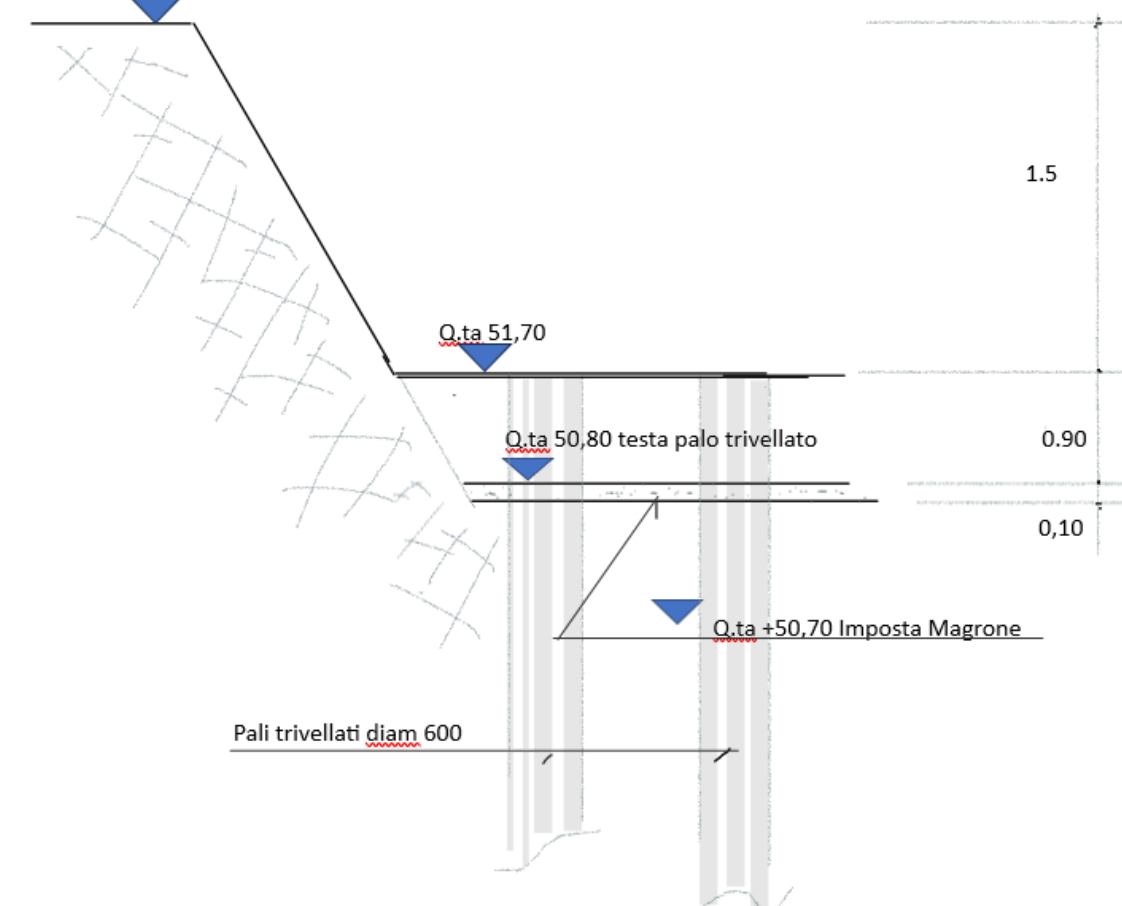 1.5
Q.ta 51,70
Q.ta 50,80 testa palo trivellato
0.90
0,10
Q.ta +50,70 Imposta Magrone
Pali trivellati diam 600